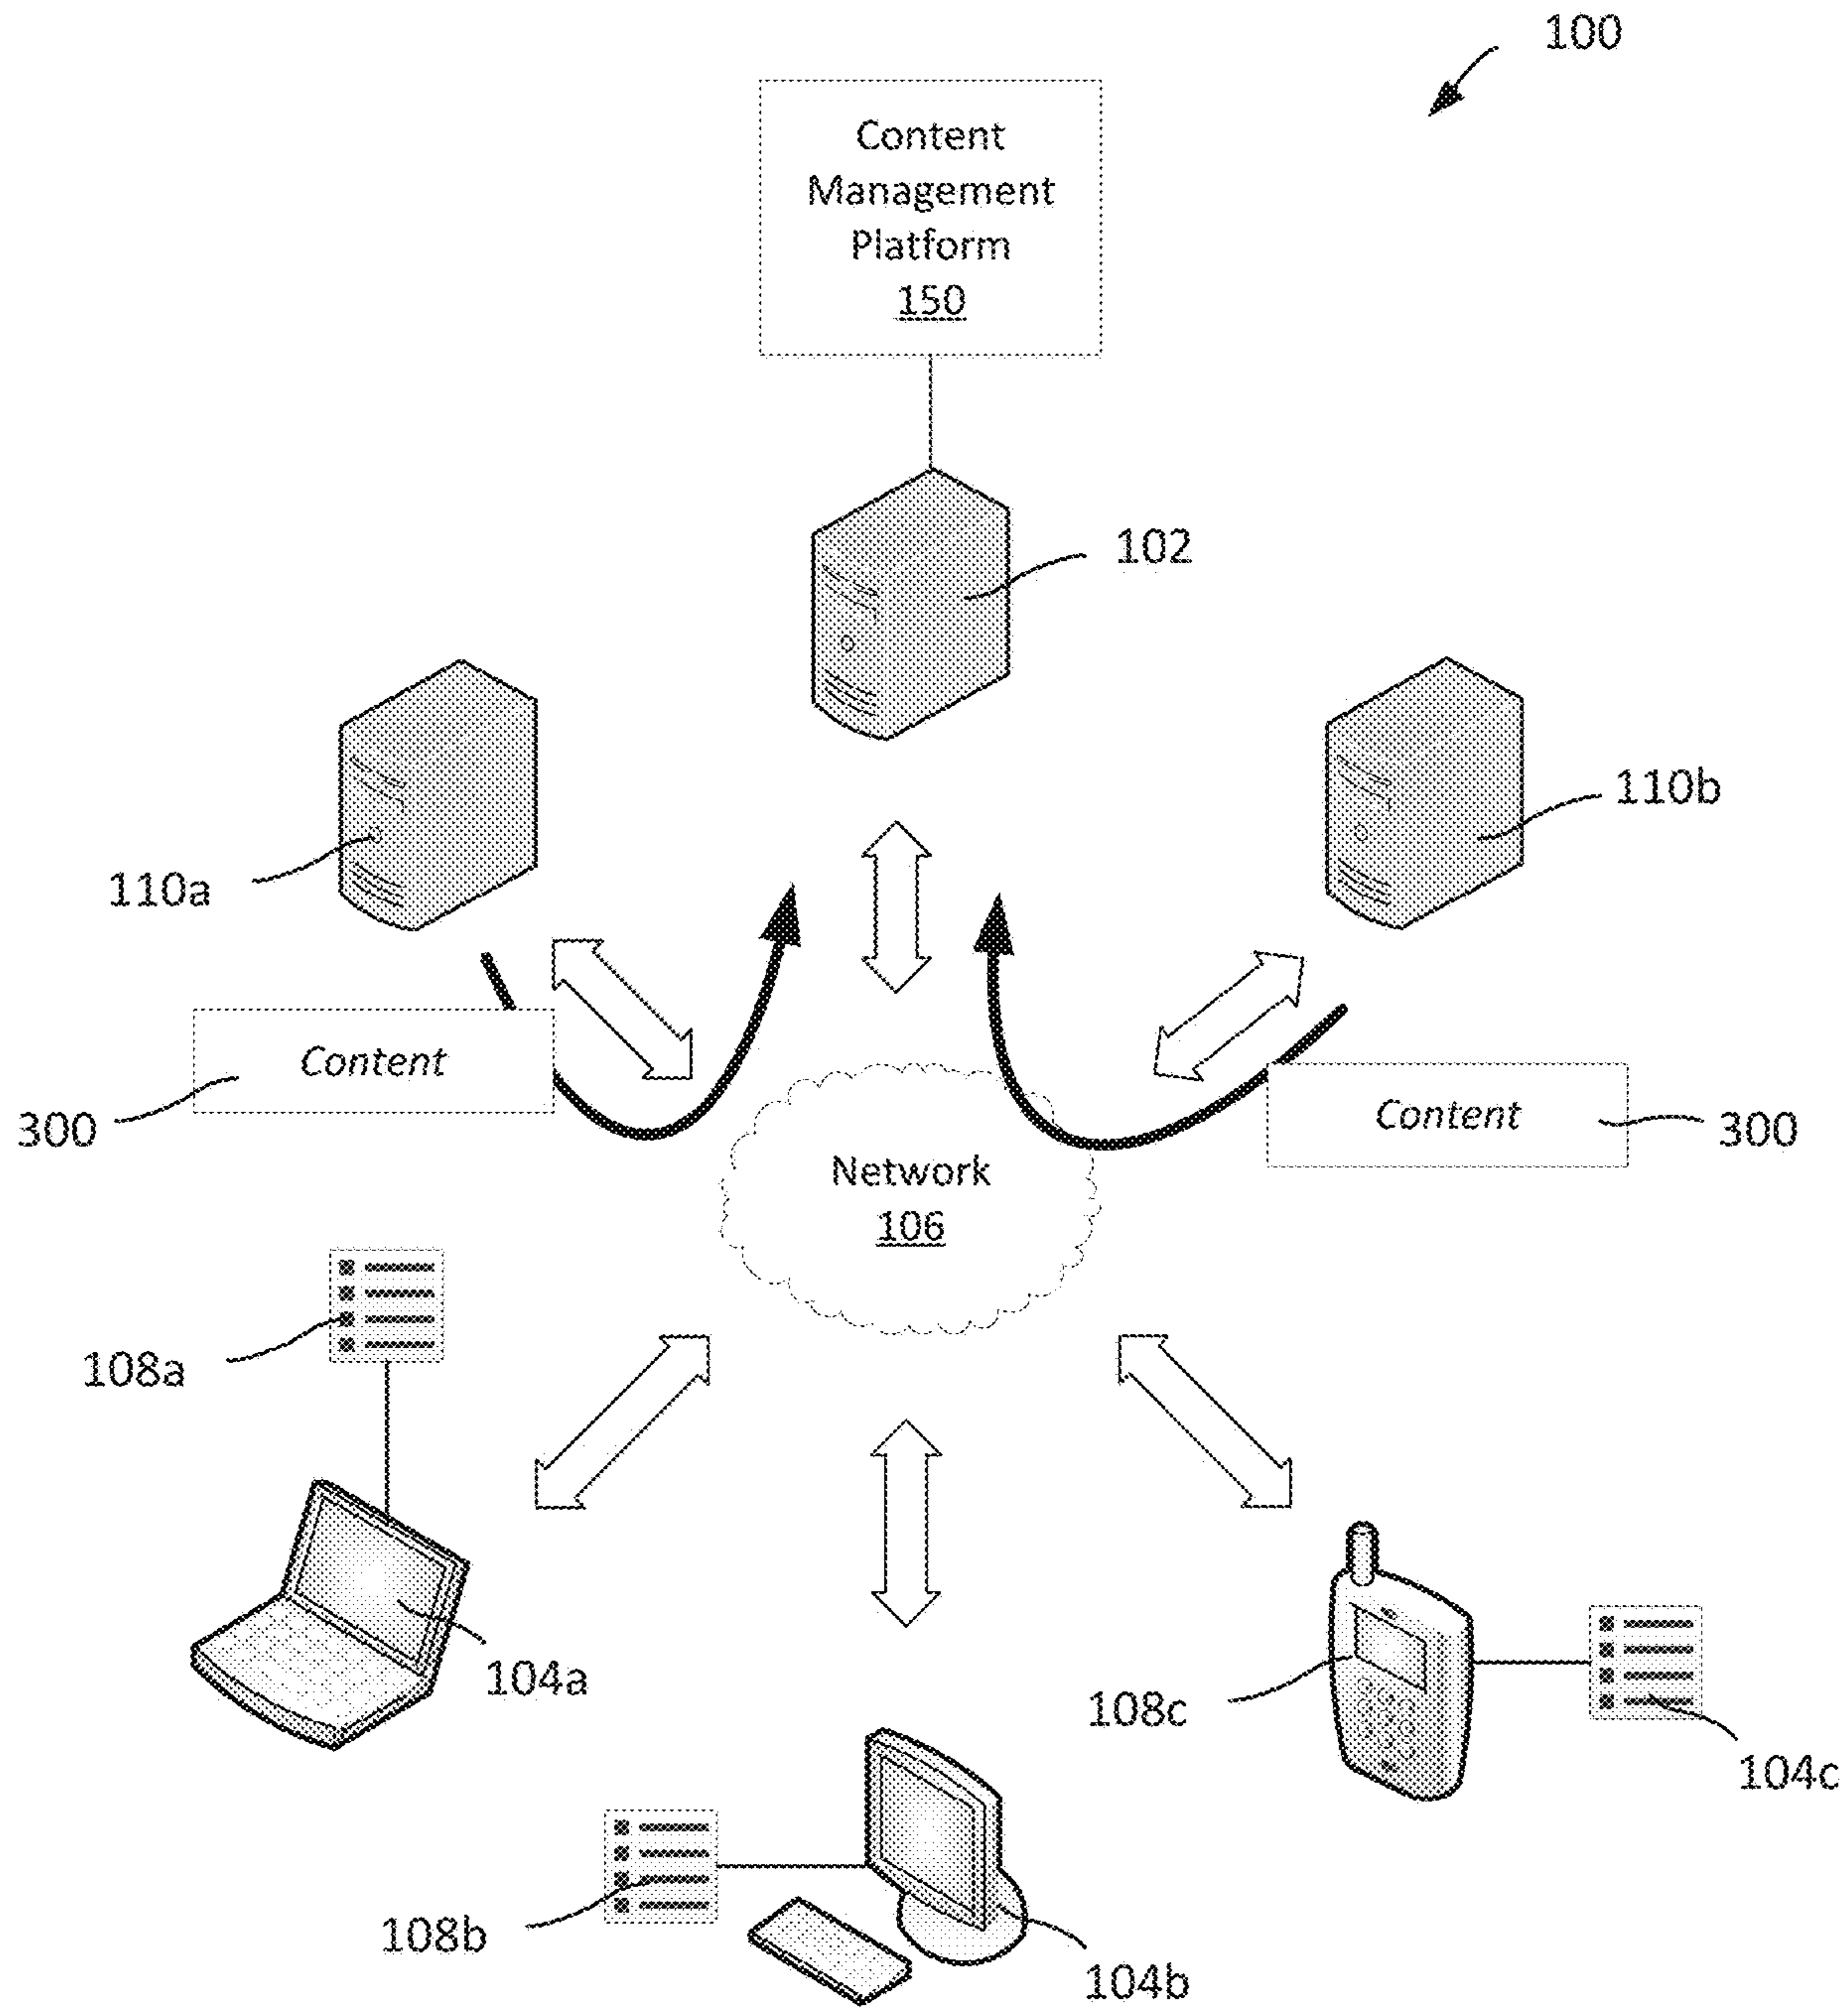 100
Content
Management
Platform
150
102
110b
110a
Content
300
Content
300
Network
106
108a
104a
108c
104c
108b
104b